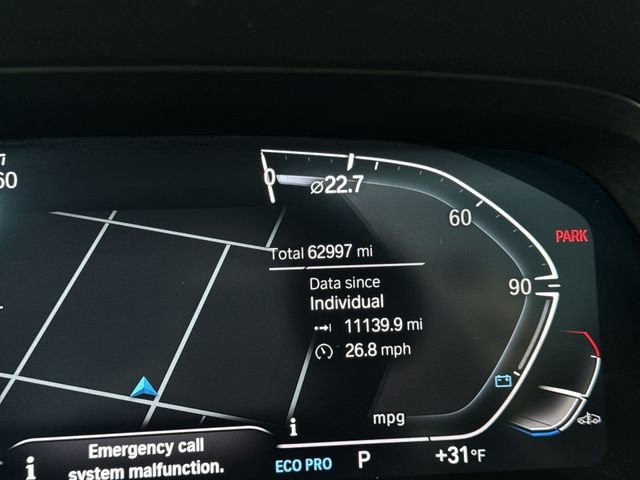 60
0
⌀22.7
60
PARK
Total 62997 mi
Data since
Individual
90
11139.9 mi
26.8 mph
mpg
i
Emergency call
system malfunction.
i
ECO PRO
P
+31°F